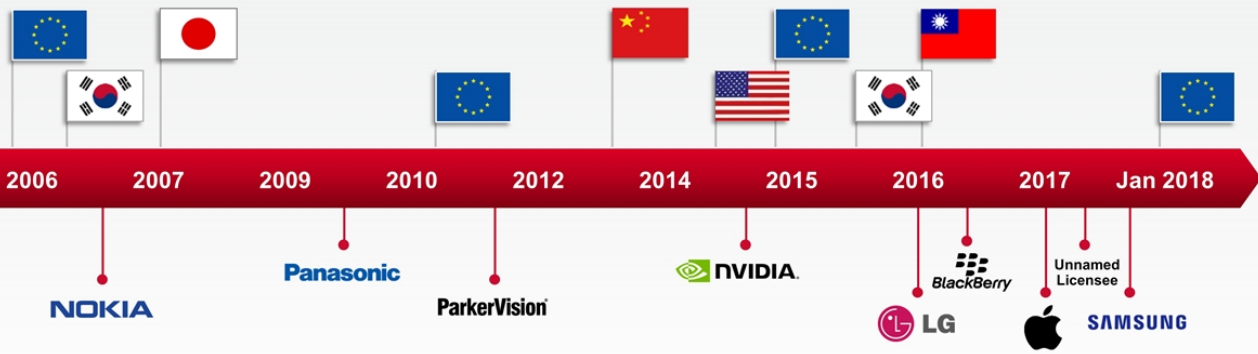 2006 2007 2009 2010 2012 2014 2015 2016 2017 Jan 2018
Panasonic
NVIDIA.
BlackBerry
Unnamed
Licensee
NOKIA
ParkerVision
LG
SAMSUNG